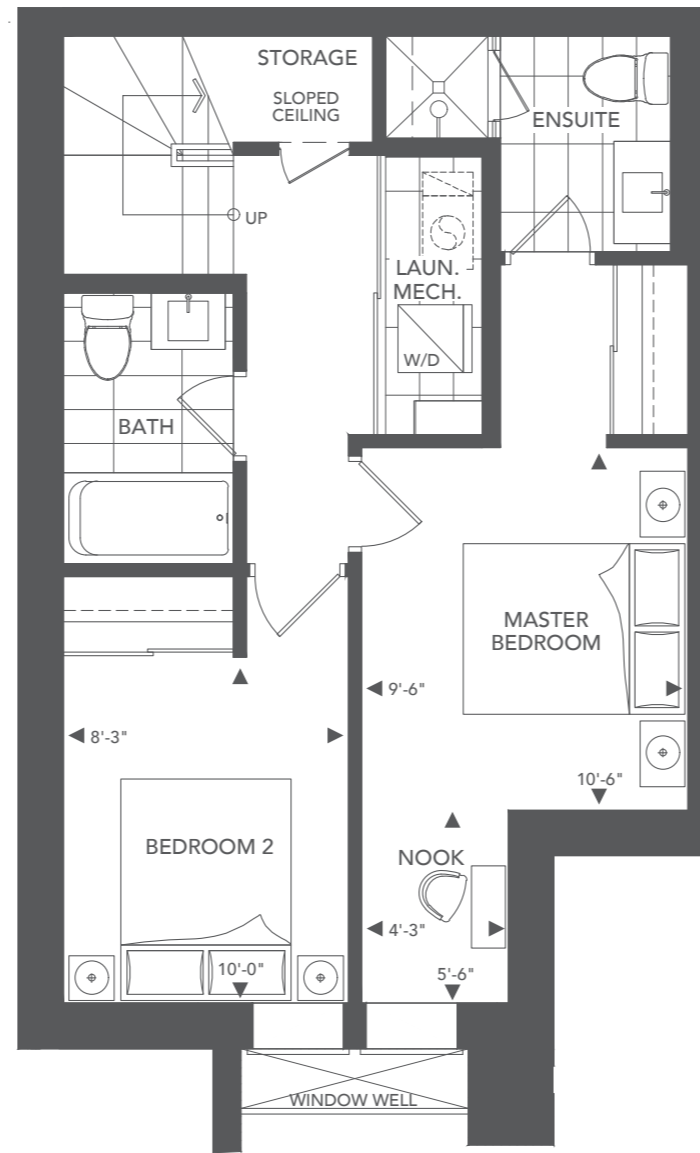 STORAGE
SLOPED
CEILING
ENSUITE
UP
LAUN.
MECH.
W/D
BATH
MASTER
BEDROOM
9'-6"
8'-3"
10'-6"
BEDROOM 2
NOOK
4'-3"
10'-0"
5'-6"
WINDOW WELL